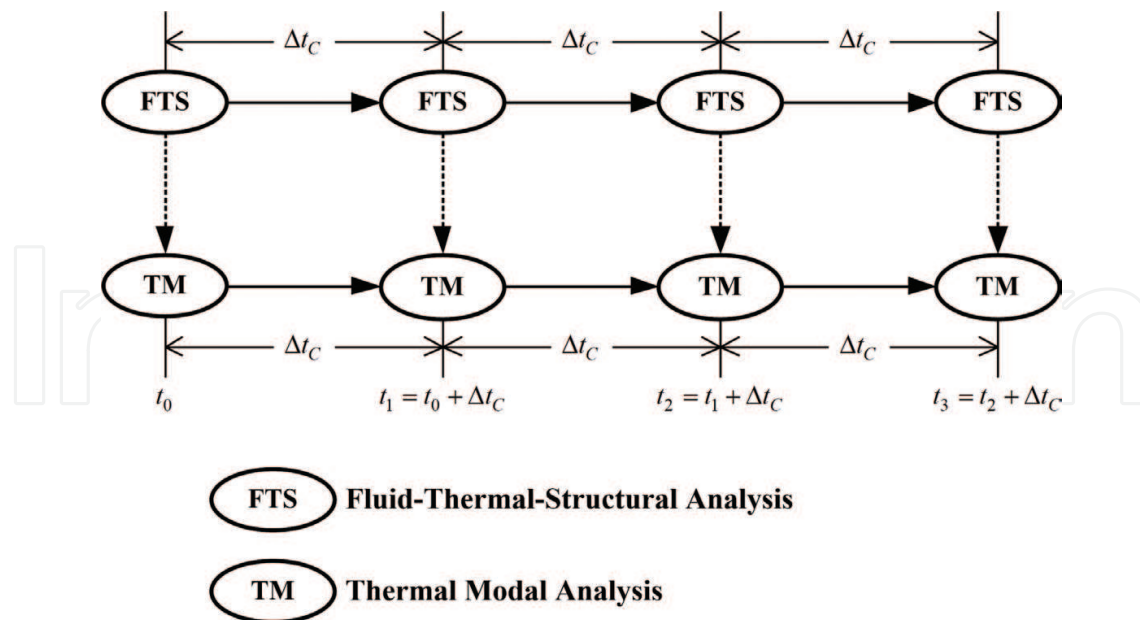 Δt_C Δt_C Δt_C
FTS FTS FTS FTS
TM TM TM TM
Δt_C Δt_C Δt_C
t_0 t_1 = t_0 + Δt_C t_2 = t_1 + Δt_C t_3 = t_2 + Δt_C
FTS Fluid-Thermal-Structural Analysis
TM Thermal Modal Analysis